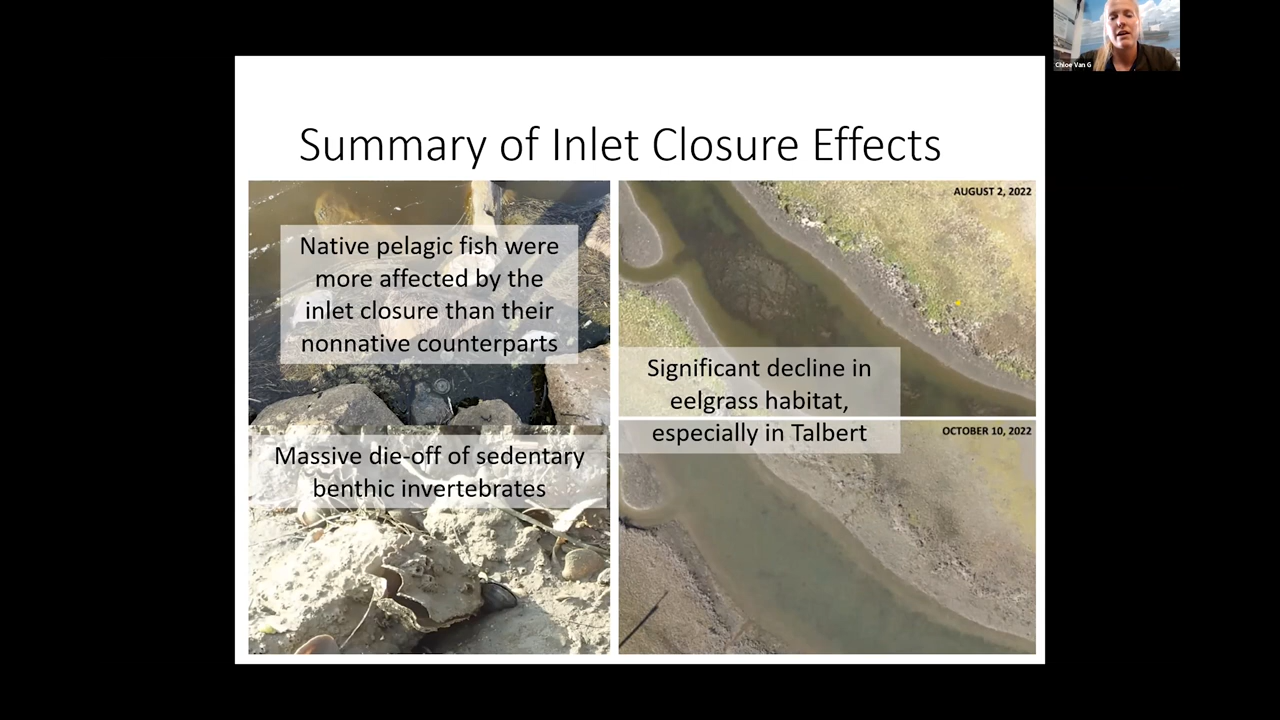 Chloe Van G
Summary of Inlet Closure Effects
Native pelagic fish were
more affected by the
inlet closure than their
nonnative counterparts
Massive die-off of sedentary
benthic invertebrates
AUGUST 2, 2022
Significant decline in
eelgrass habitat,
especially in Talbert
OCTOBER 10, 2022